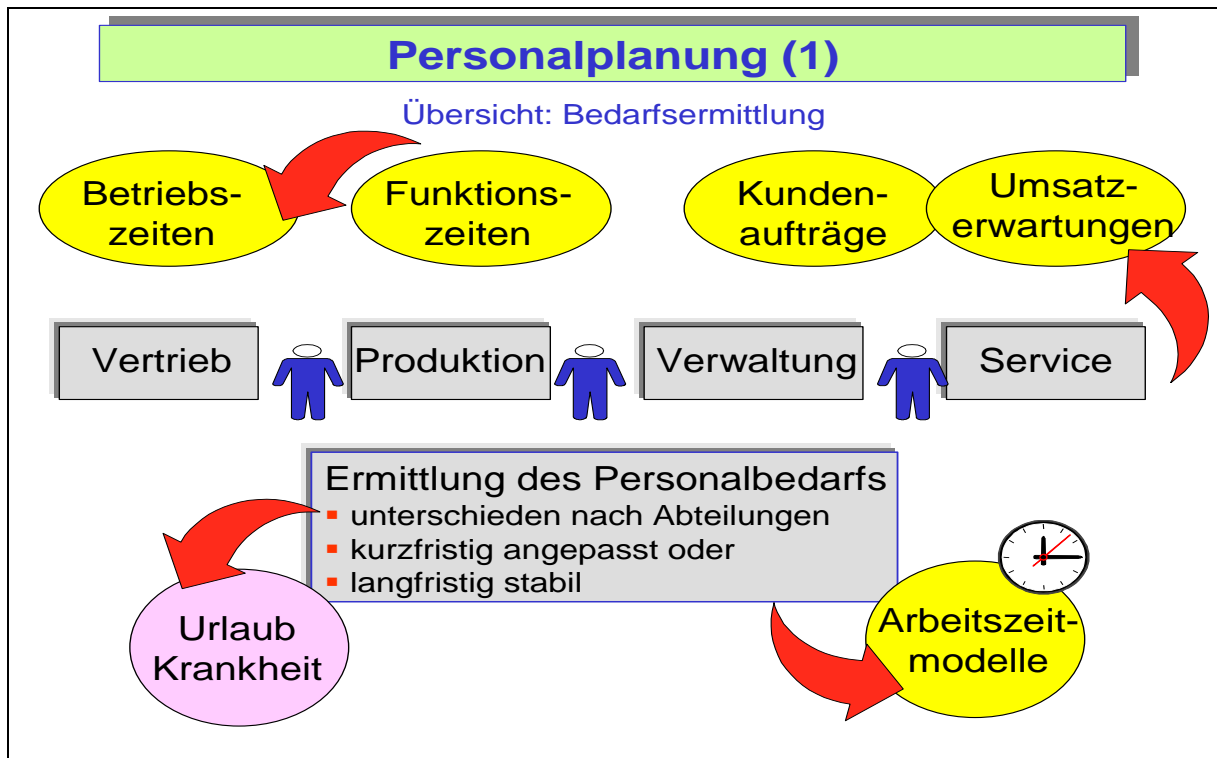 Personalplanung (1)
Übersicht: Bedarfsermittlung
Betriebs-
zeiten
Funktions-
zeiten
Kunden-
aufträge
Umsatz-
erwartungen
Vertrieb
Produktion
Verwaltung
Service
Ermittlung des Personalbedarfs
▪ unterschieden nach Abteilungen
▪ kurzfristig angepasst oder
▪ langfristig stabil
Urlaub
Krankheit
Arbeitszeit-
modelle